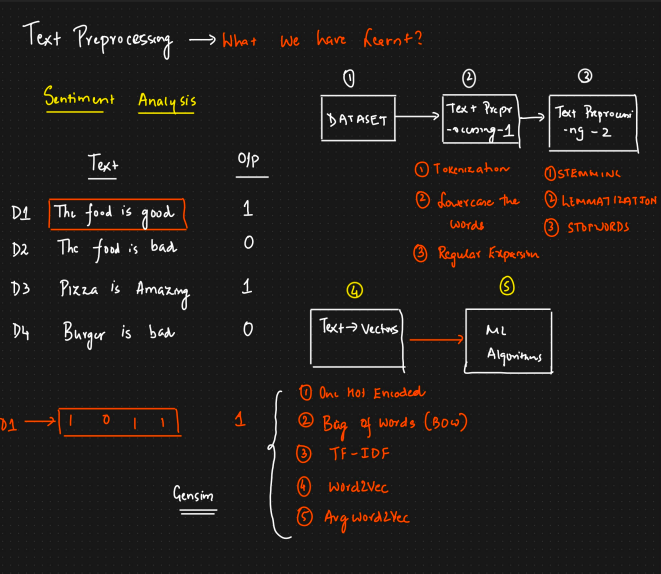 Text Preprocessing → What we have Learnt?
Sentiment Analysis
Text O/P
D1 The food is good 1
D2 The food is bad 0
D3 Pizza is Amazing 1
D4 Burger is bad 0
D1 → 1 0 1 1 1
Gensim
① ② ③
DATASET
Text Prepr
-ocessing-1
Text Preprocessi
-ng-2
① Tokenization
② Lowercase the
words
③ Regular Expression
① STEMMING
② LEMMATIZATION
③ STOPWORDS
④ ⑤
Text → Vectors
ML
Algorithms
① One Hot Encoded
② Bag of Words (BOW)
③ TF-IDF
④ Word2Vec
⑤ AvgWord2Vec